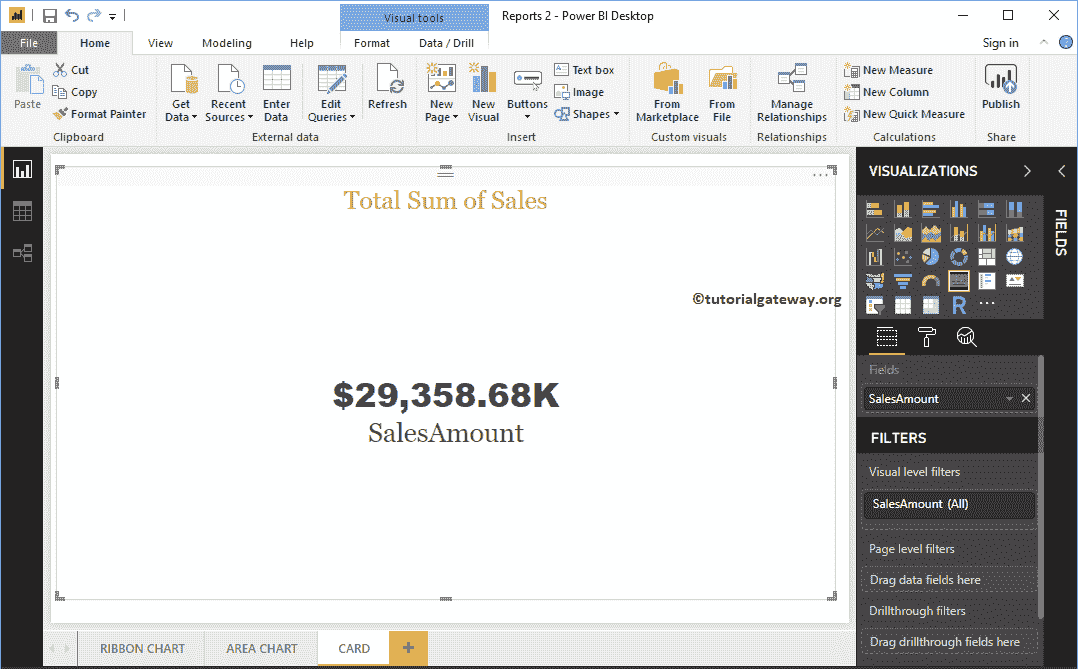 Visual tools
Reports 2 - Power BI Desktop
File Home View Modeling Help Format Data / Drill Sign in
Paste
Cut
Copy
Format Painter
Clipboard
Get Data
Recent Sources
Enter Data
Edit Queries
External data
Refresh
New Page
New Visual
Buttons
Text box
Image
Shapes
Insert
From Marketplace
From File
Custom visuals
Manage Relationships
Relationships
New Measure
New Column
New Quick Measure
Calculations
Publish
Share
Total Sum of Sales
©tutorialgateway.org
$29,358.68K
SalesAmount
VISUALIZATIONS
R
Fields
SalesAmount
FILTERS
Visual level filters
SalesAmount (All)
Page level filters
Drag data fields here
Drillthrough filters
Drag drillthrough fields here
FIELDS
RIBBON CHART AREA CHART CARD +